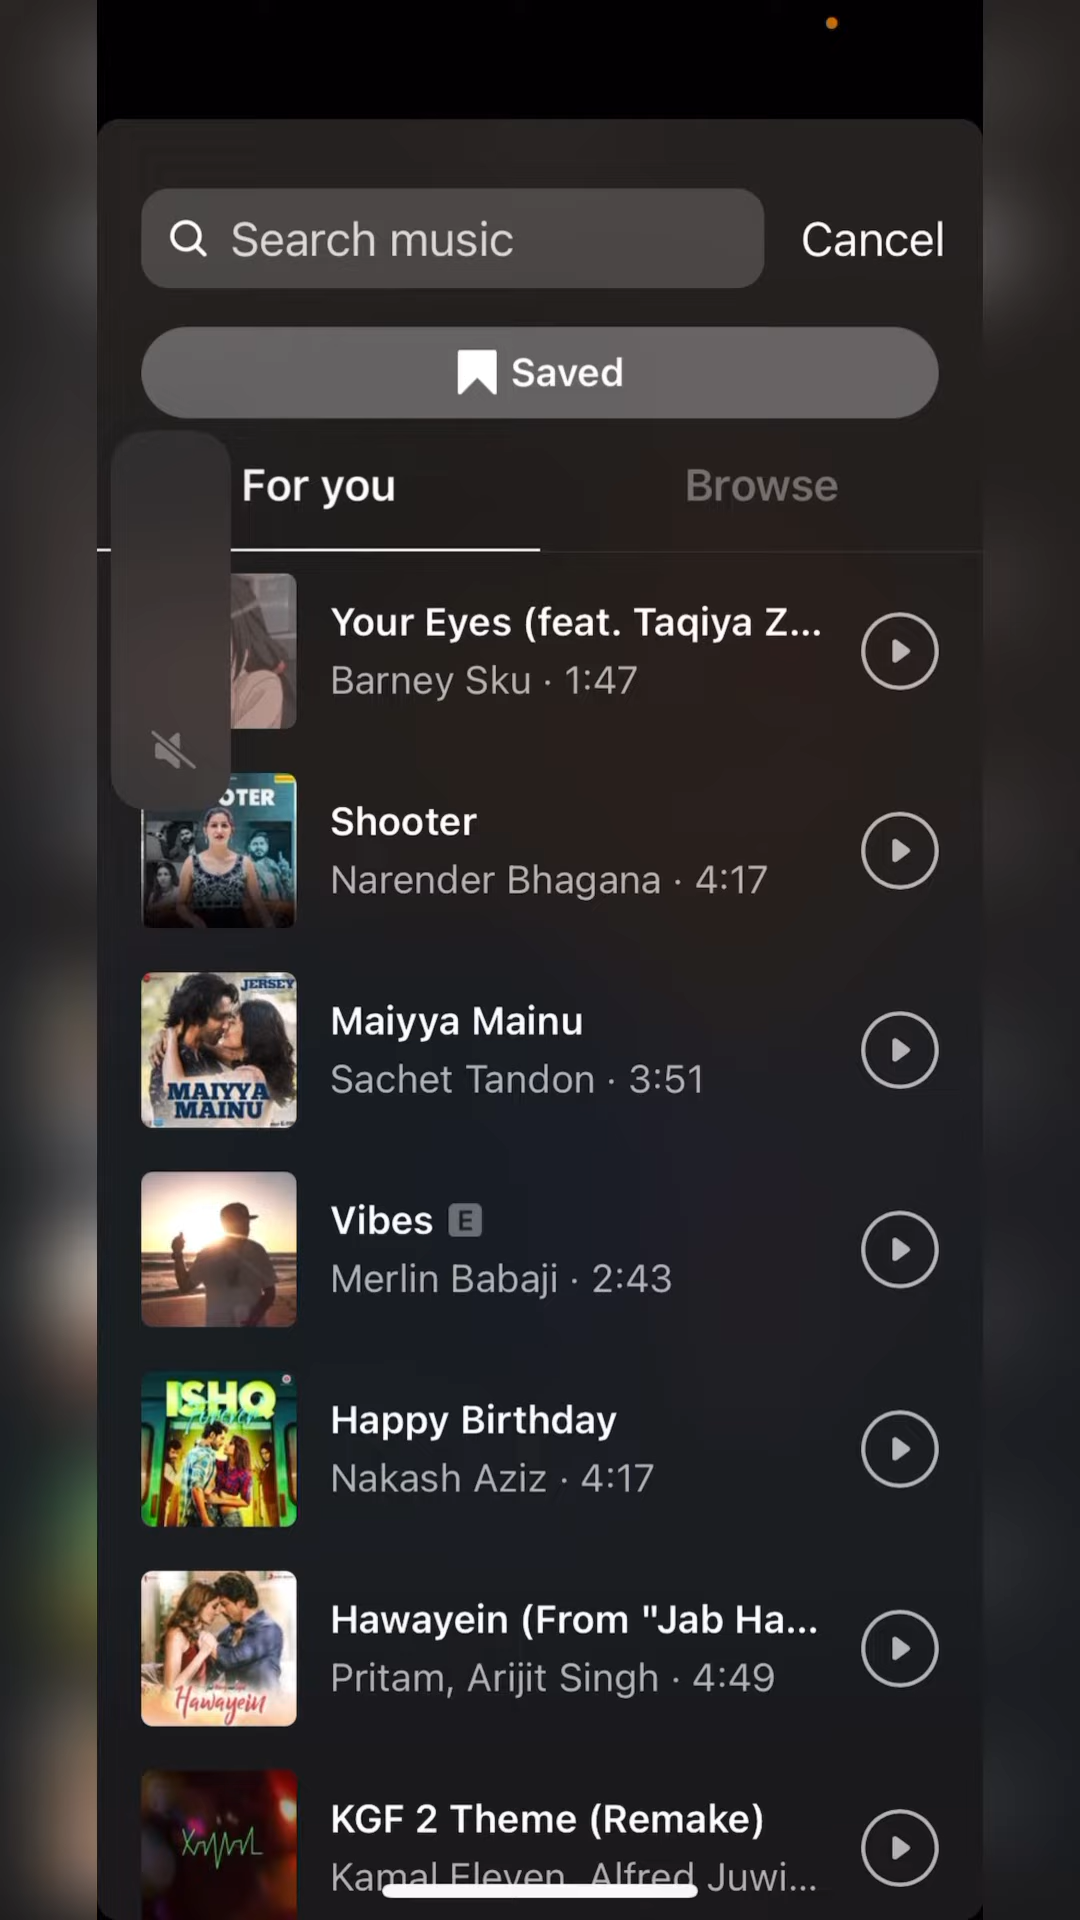 Search music
Cancel
Saved
For you
Browse
Your Eyes (feat. Taqiya Z...
Barney Sku · 1:47
OTER
Shooter
Narender Bhagana · 4:17
JERSEY
MAIYYA
MAINU
Maiyya Mainu
Sachet Tandon · 3:51
Vibes E
Merlin Babaji · 2:43
ISHQ
Forever
Happy Birthday
Nakash Aziz · 4:17
Hawayein
Hawayein (From "Jab Ha...
Pritam, Arijit Singh · 4:49
KGF 2 Theme (Remake)
Kamal Eleven, Alfred Juwi...